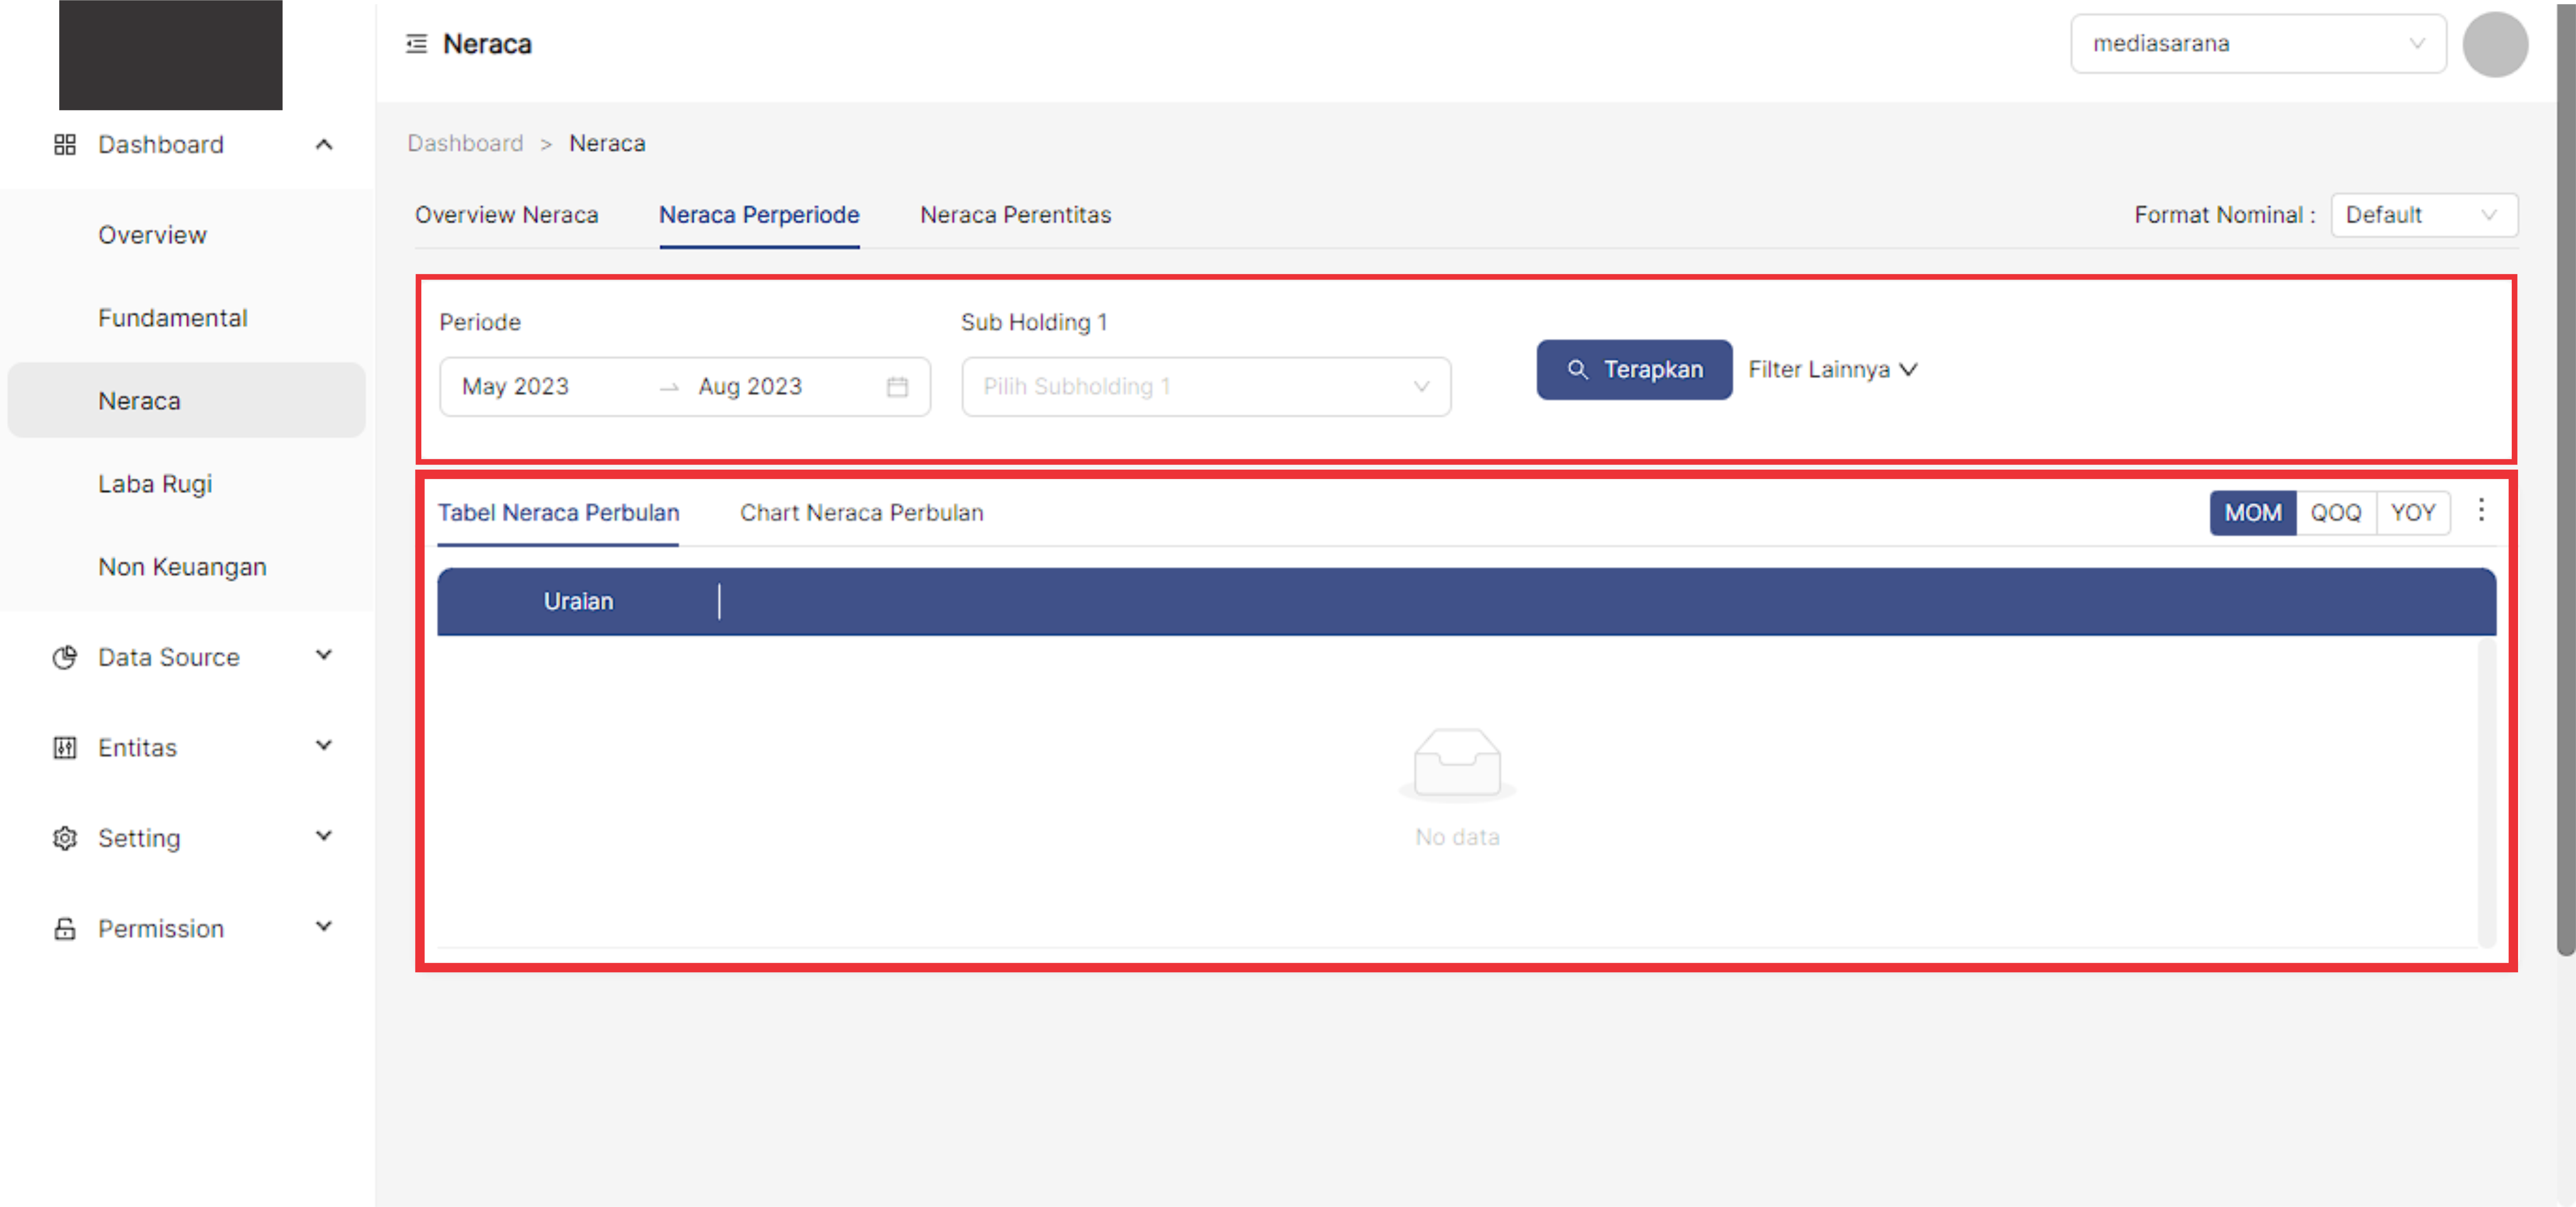 Neraca
mediasarana
Dashboard
Overview
Fundamental
Neraca
Laba Rugi
Non Keuangan
Data Source
Entitas
Setting
Permission
Dashboard > Neraca
Overview Neraca Neraca Perperiode Neraca Perentitas Format Nominal : Default
Periode Sub Holding 1
May 2023 → Aug 2023 Pilih Subholding 1 Terapkan Filter Lainnya
Tabel Neraca Perbulan Chart Neraca Perbulan MOM QOQ YOY
Uraian
No data